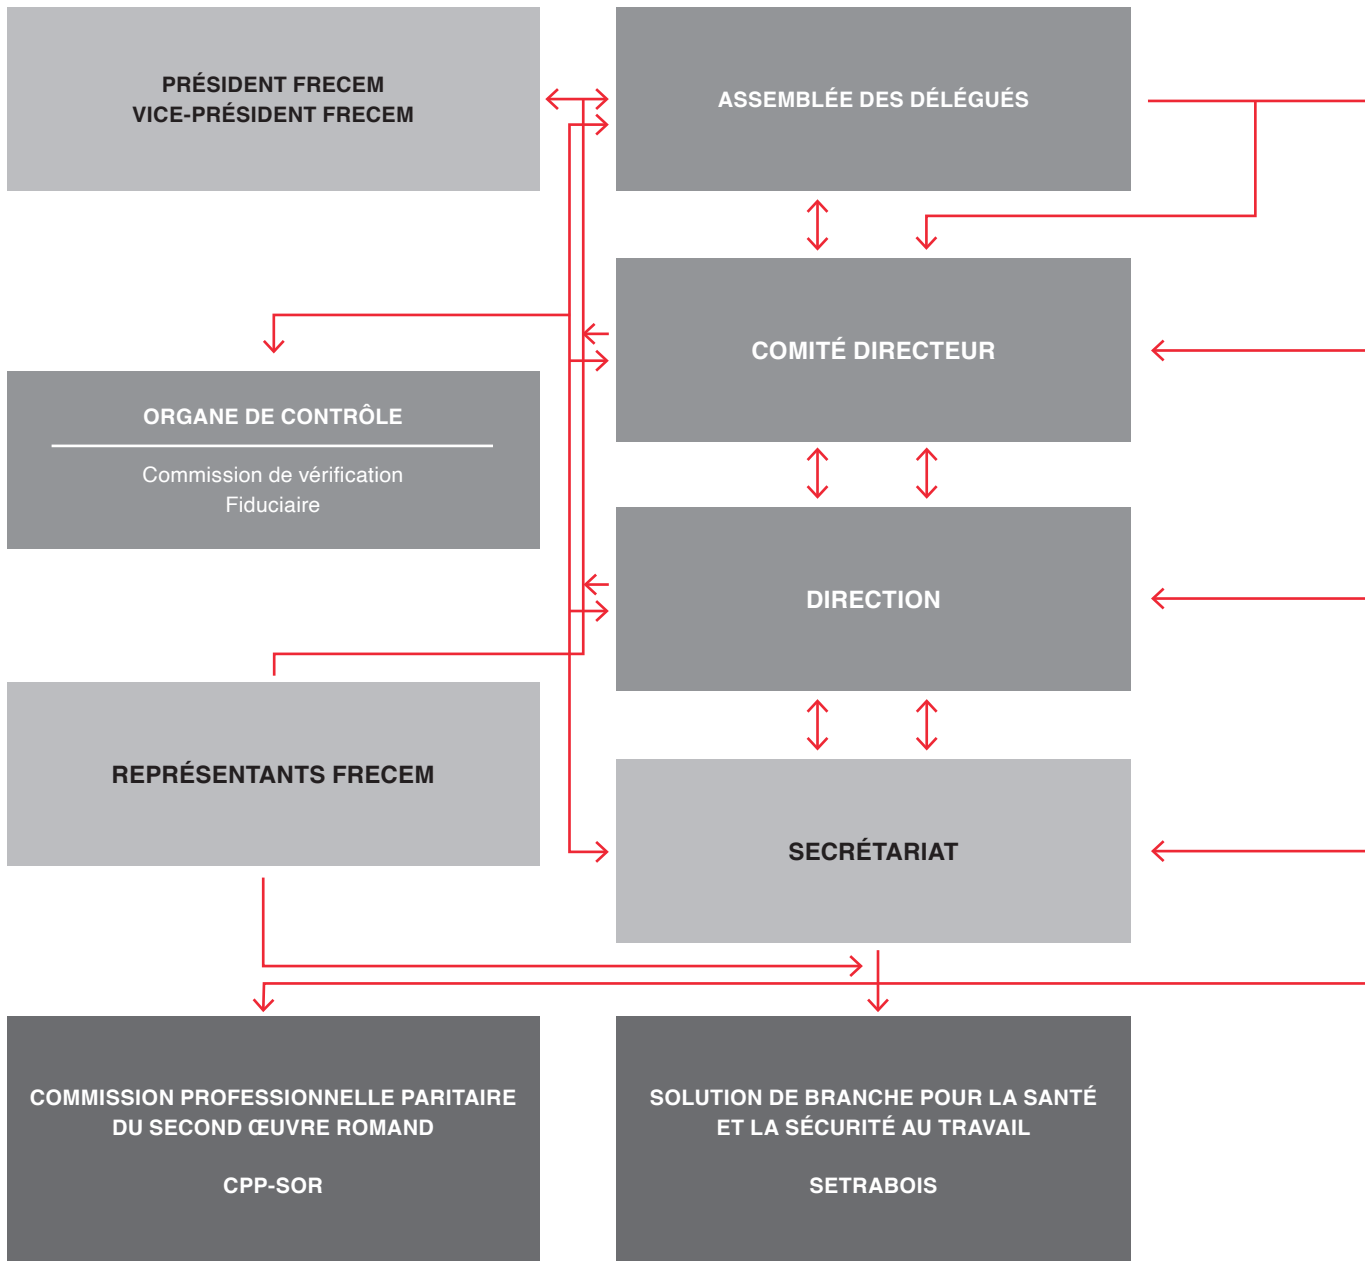 PRÉSIDENT FRECEM
VICE-PRÉSIDENT FRECEM
ASSEMBLÉE DES DÉLÉGUÉS
COMITÉ DIRECTEUR
ORGANE DE CONTRÔLE
Commission de vérification
Fiduciaire
DIRECTION
REPRÉSENTANTS FRECEM
SECRÉTARIAT
COMMISSION PROFESSIONNELLE PARITAIRE
DU SECOND ŒUVRE ROMAND
CPP-SOR
SOLUTION DE BRANCHE POUR LA SANTÉ
ET LA SÉCURITÉ AU TRAVAIL
SETRABOIS